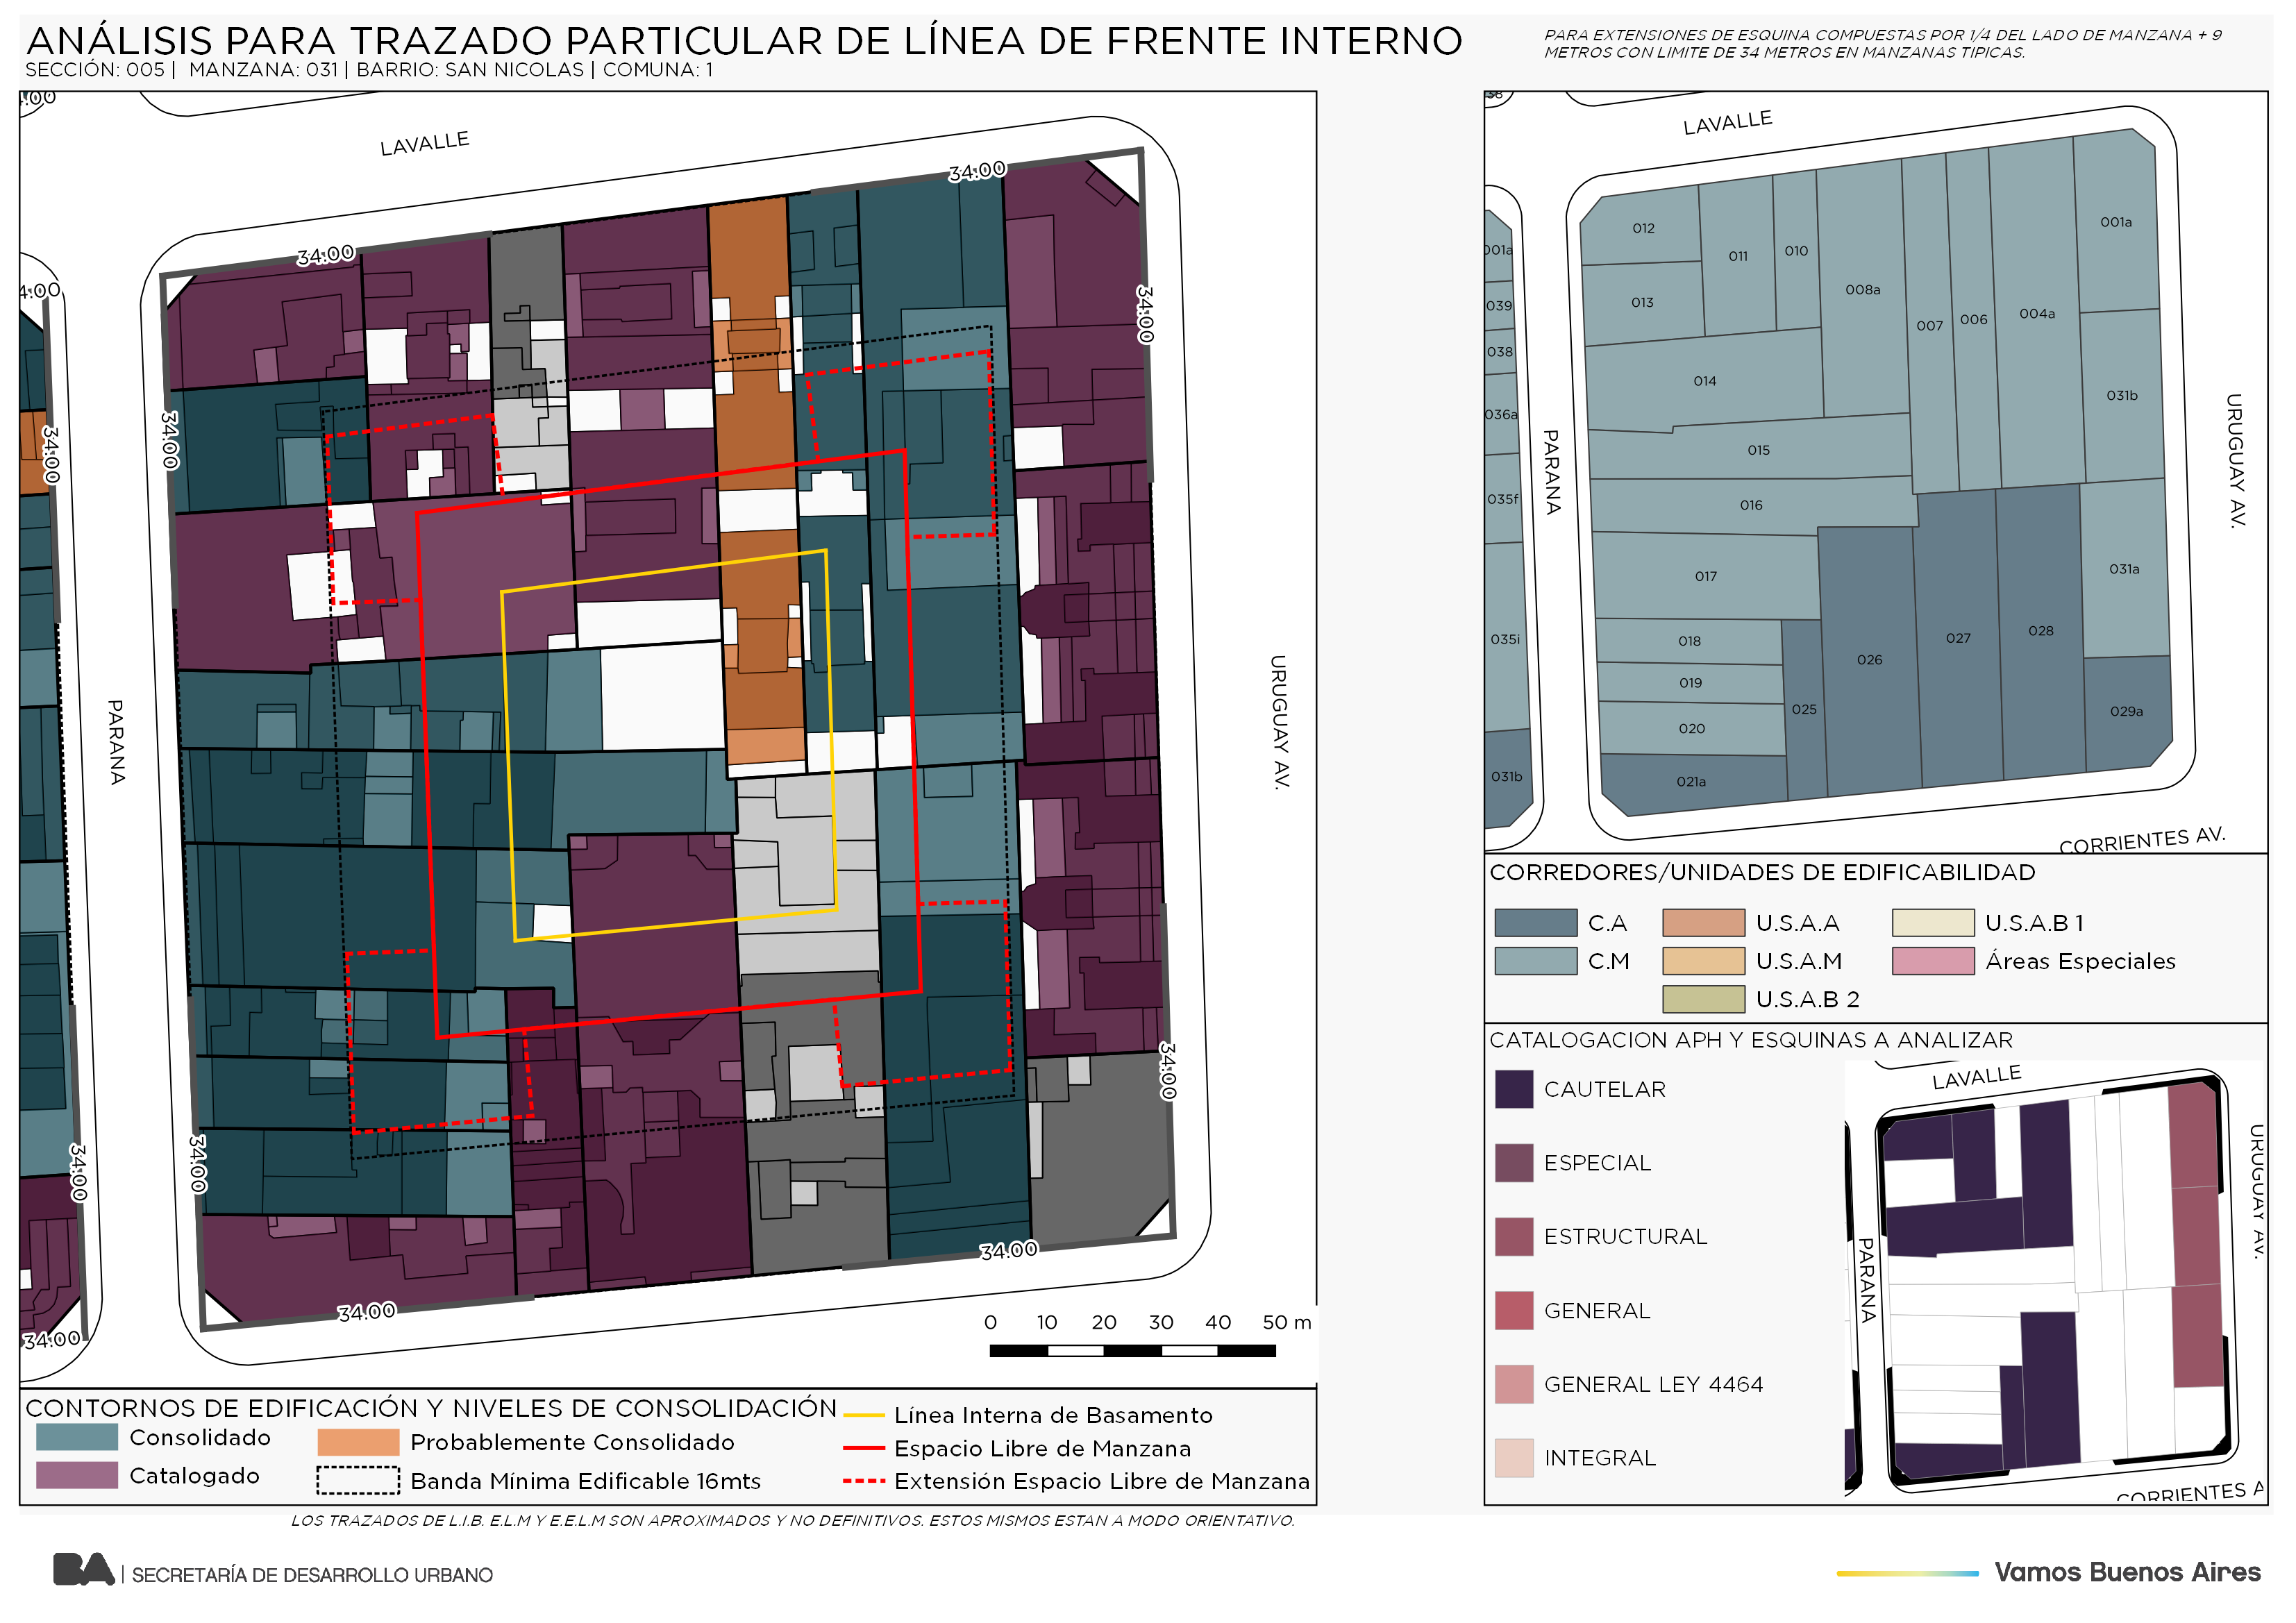 ANÁLISIS PARA TRAZADO PARTICULAR DE LÍNEA DE FRENTE INTERNO
SECCIÓN: 005 | MANZANA: 031 | BARRIO: SAN NICOLAS | COMUNA: 1
PARA EXTENSIONES DE ESQUINA COMPUESTAS POR 1/4 DEL LADO DE MANZANA + 9
METROS CON LIMITE DE 34 METROS EN MANZANAS TIPICAS.
LAVALLE
34.00
34.00
34.00
34.00
34.00
PARANA
URUGUAY AV.
34.00
34.00
34.00
34.00
34.00
34.00
0 10 20 30 40 50 m
CONTORNOS DE EDIFICACIÓN Y NIVELES DE CONSOLIDACIÓN
Consolidado
Catalogado
Probablemente Consolidado
Banda Mínima Edificable 16mts
Línea Interna de Basamento
Espacio Libre de Manzana
Extensión Espacio Libre de Manzana
LAVALLE
PARANA
URUGUAY AV.
CORRIENTES AV.
001a
039
038
036a
035f
035i
031b
012
011
010
008a
007
006
004a
001a
013
014
015
016
017
018
019
020
021a
025
026
027
028
031b
031a
029a
CORREDORES/UNIDADES DE EDIFICABILIDAD
C.A
C.M
U.S.A.A
U.S.A.M
U.S.A.B 2
U.S.A.B 1
Áreas Especiales
CATALOGACION APH Y ESQUINAS A ANALIZAR
CAUTELAR
ESPECIAL
ESTRUCTURAL
GENERAL
GENERAL LEY 4464
INTEGRAL
LAVALLE
PARANA
URUGUAY AV.
CORRIENTES A
LOS TRAZADOS DE L.I.B. E.L.M Y E.E.L.M SON APROXIMADOS Y NO DEFINITIVOS. ESTOS MISMOS ESTAN A MODO ORIENTATIVO.
BA | SECRETARÍA DE DESARROLLO URBANO
Vamos Buenos Aires